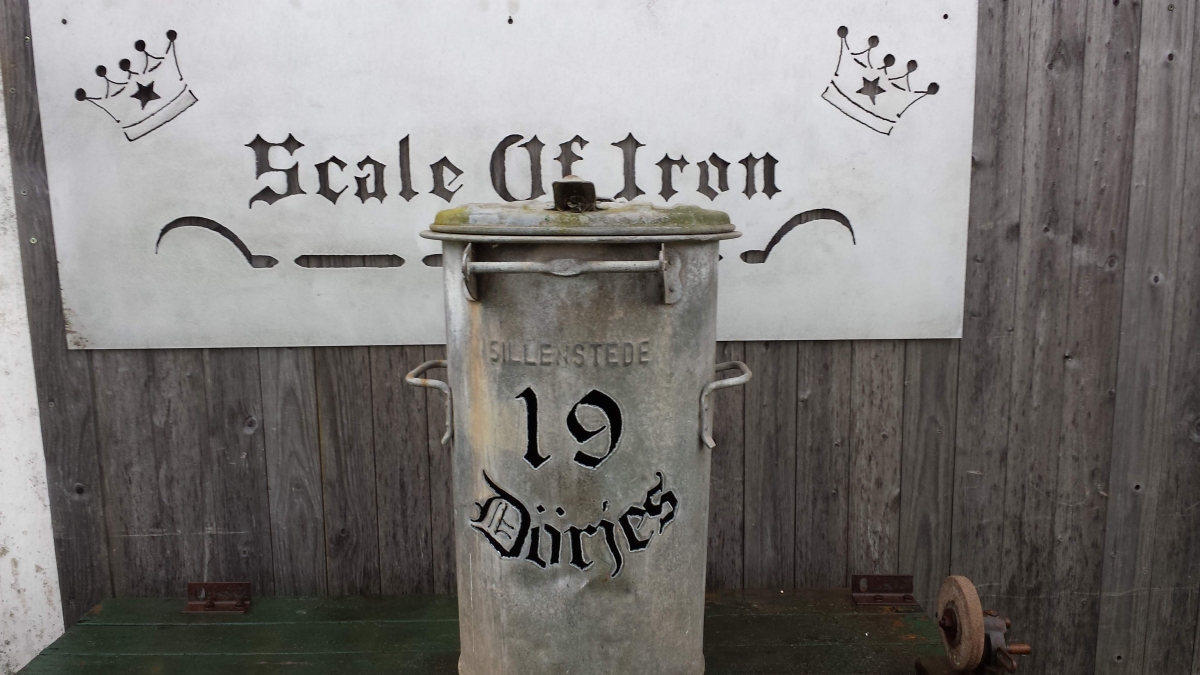 Scale Of Iron
SILLENSTEDE
19
Dörjes